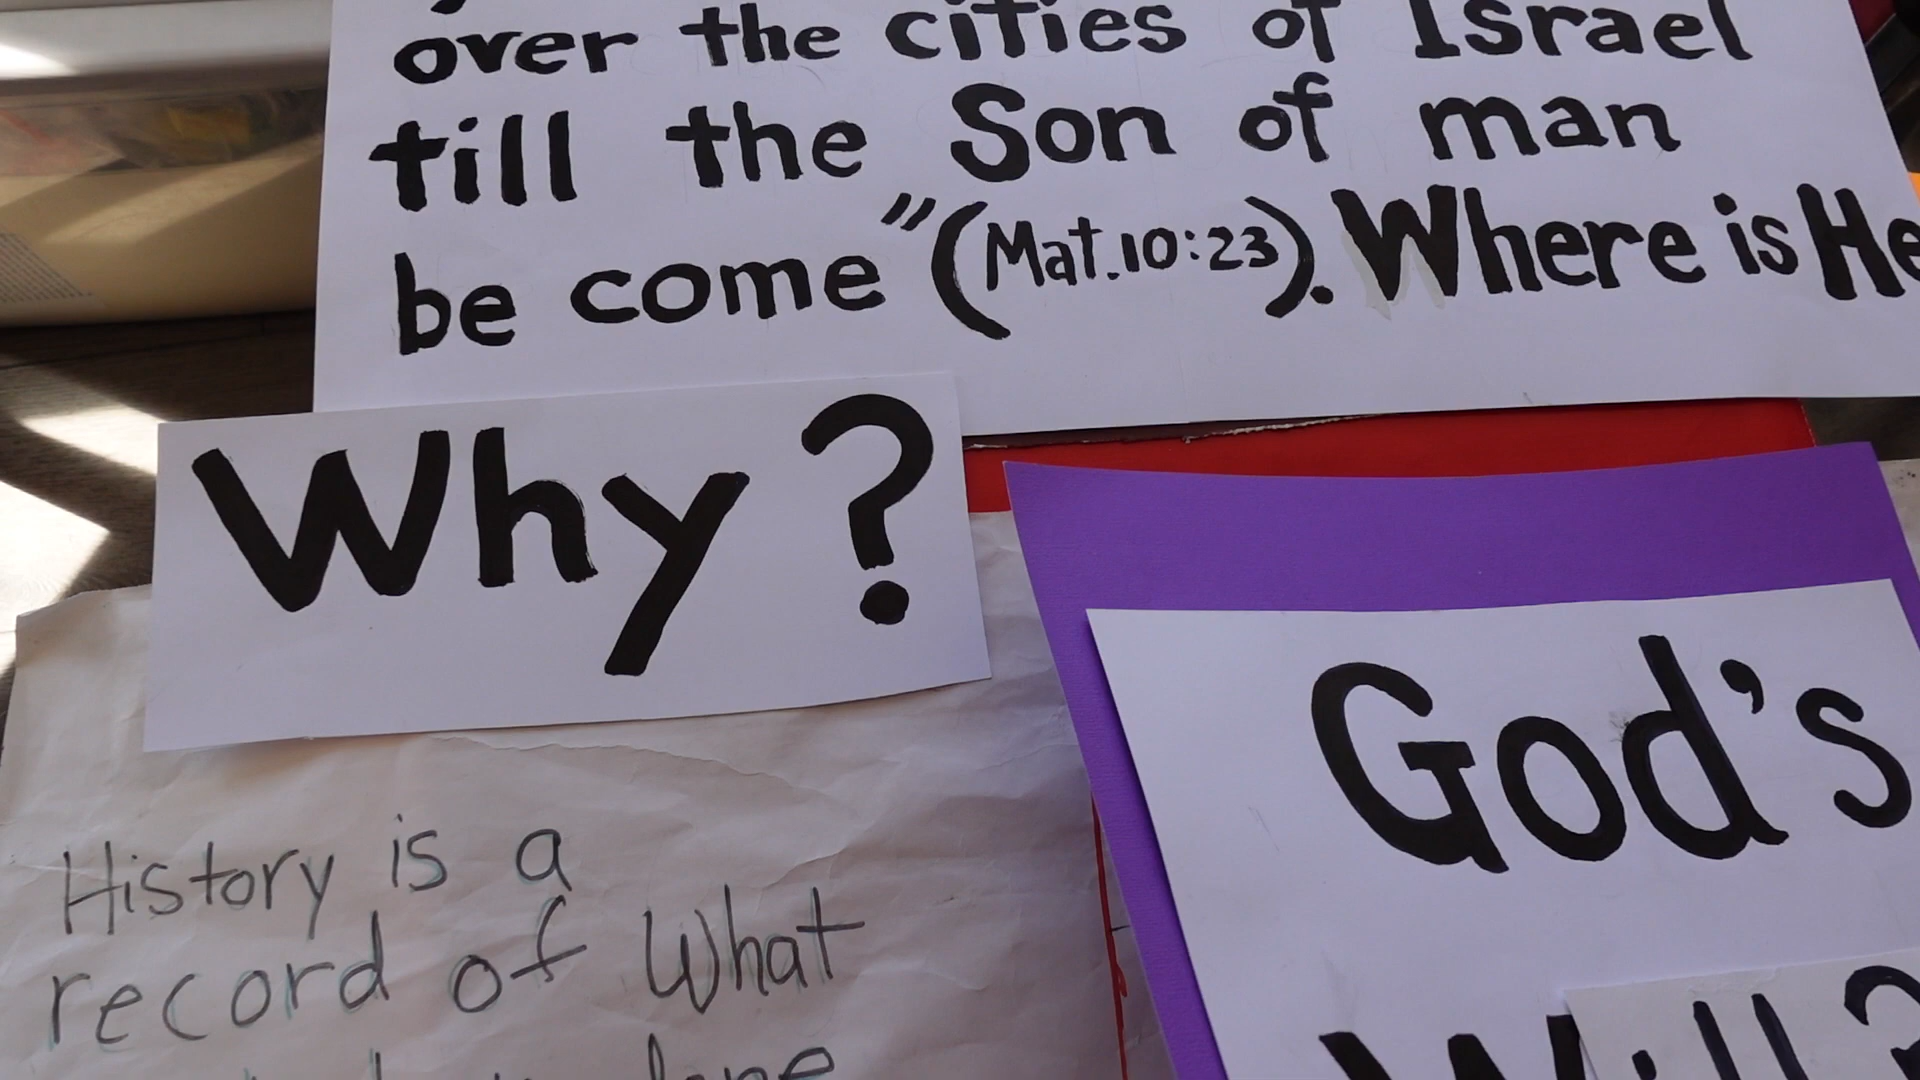 over the cities of Israel
till the Son of man
be come" (Mat.10:23). Where is He
Why?
History is a
record of What
God's
Will?